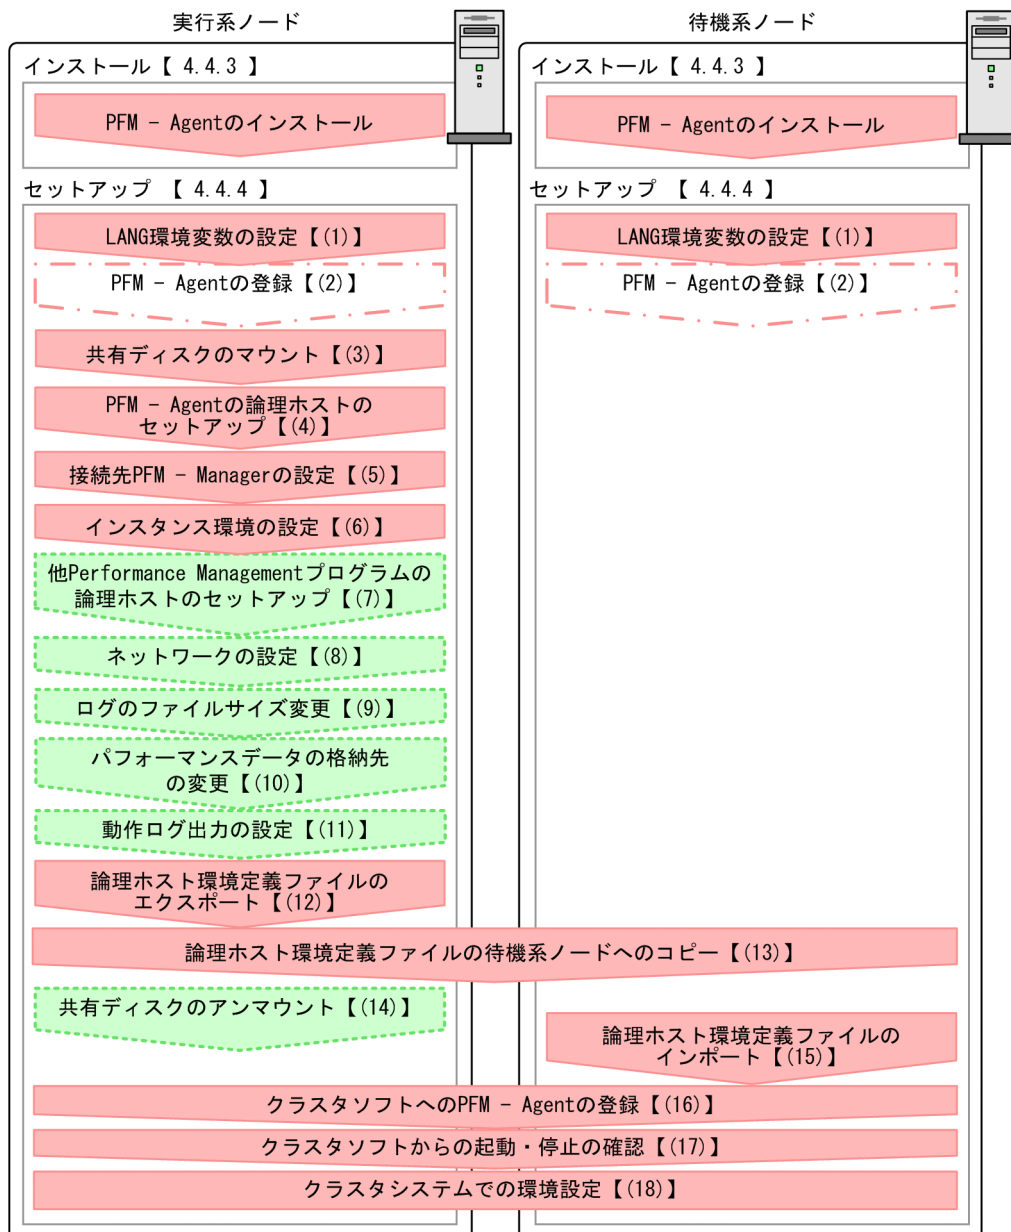 実行系ノード
待機系ノード
インストール【 4.4.3 】
インストール【 4.4.3 】
PFM － Agentのインストール
PFM － Agentのインストール
セットアップ 【 4.4.4 】
セットアップ 【 4.4.4 】
LANG環境変数の設定【(1)】
LANG環境変数の設定【(1)】
PFM － Agentの登録【(2)】
PFM － Agentの登録【(2)】
共有ディスクのマウント【(3)】
PFM － Agentの論理ホストの
セットアップ【(4)】
接続先PFM － Managerの設定【(5)】
インスタンス環境の設定【(6)】
他Performance Managementプログラムの
論理ホストのセットアップ【(7)】
ネットワークの設定【(8)】
ログのファイルサイズ変更【(9)】
パフォーマンスデータの格納先
の変更【(10)】
動作ログ出力の設定【(11)】
論理ホスト環境定義ファイルの
エクスポート【(12)】
論理ホスト環境定義ファイルの待機系ノードへのコピー【(13)】
共有ディスクのアンマウント【(14)】
論理ホスト環境定義ファイルの
インポート【(15)】
クラスタソフトへのPFM － Agentの登録【(16)】
クラスタソフトからの起動・停止の確認【(17)】
クラスタシステムでの環境設定【(18)】